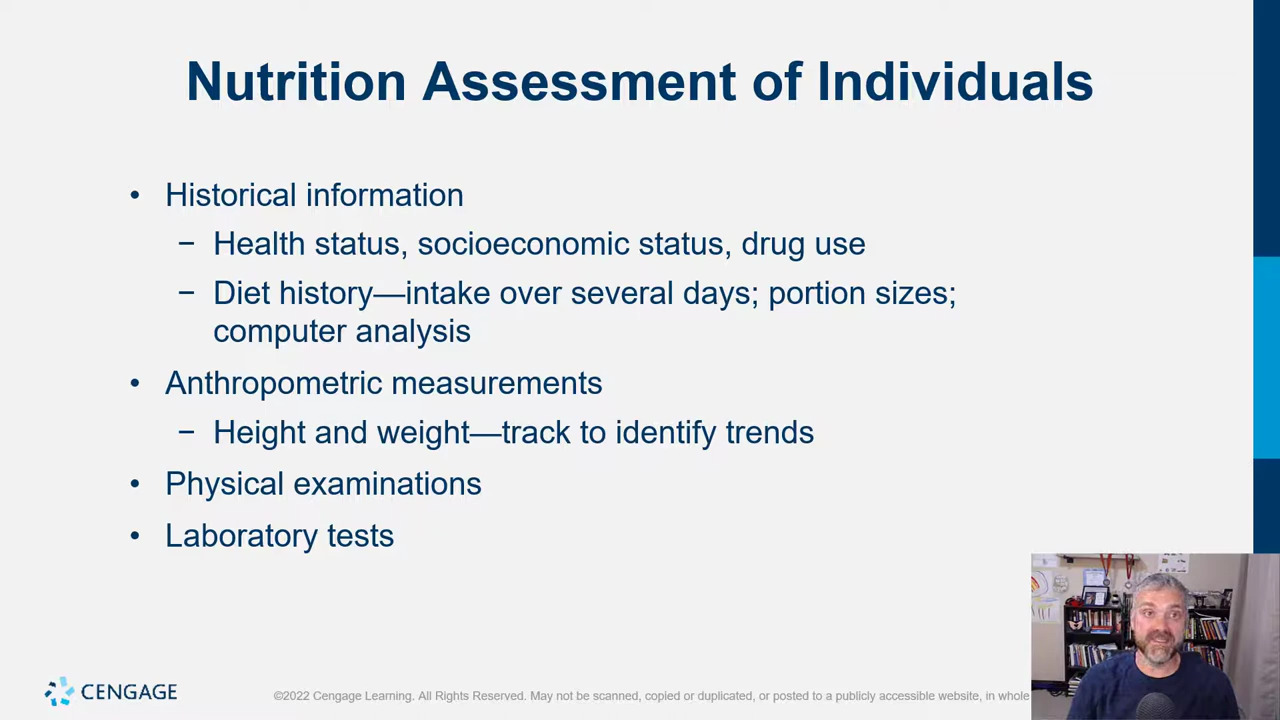 Nutrition Assessment of Individuals
• Historical information
− Health status, socioeconomic status, drug use
− Diet history—intake over several days; portion sizes;
computer analysis
• Anthropometric measurements
− Height and weight—track to identify trends
• Physical examinations
• Laboratory tests
CENGAGE
©2022 Cengage Learning. All Rights Reserved. May not be scanned, copied or duplicated, or posted to a publicly accessible website, in whole